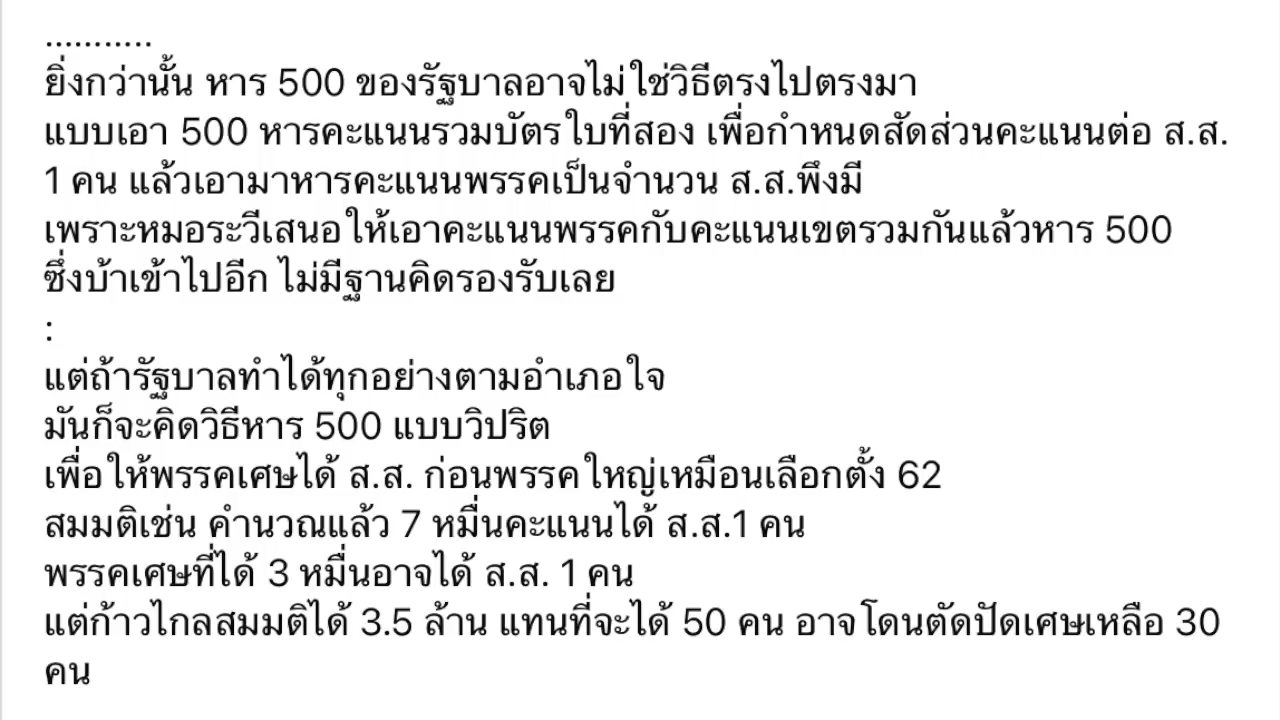 ...........
ยิ่งกว่านั้น หาร 500 ของรัฐบาลอาจไม่ใช่วิธีตรงไปตรงมา
แบบเอา 500 หารคะแนนรวมบัตรใบที่สอง เพื่อกำหนดสัดส่วนคะแนนต่อ ส.ส.
1 คน แล้วเอามาหารคะแนนพรรคเป็นจำนวน ส.ส.พึงมี
เพราะหมอระวีเสนอให้เอาคะแนนพรรคกับคะแนนเขตรวมกันแล้วหาร 500
ซึ่งบ้าเข้าไปอีก ไม่มีฐานคิดรองรับเลย
:
แต่ถ้ารัฐบาลทำได้ทุกอย่างตามอำเภอใจ
มันก็จะคิดวิธีหาร 500 แบบวิปริต
เพื่อให้พรรคเศษได้ ส.ส. ก่อนพรรคใหญ่เหมือนเลือกตั้ง 62
สมมติเช่น คำนวณแล้ว 7 หมื่นคะแนนได้ ส.ส.1 คน
พรรคเศษที่ได้ 3 หมื่นอาจได้ ส.ส. 1 คน
แต่ก้าวไกลสมมติได้ 3.5 ล้าน แทนที่จะได้ 50 คน อาจโดนตัดปัดเศษเหลือ 30
คน